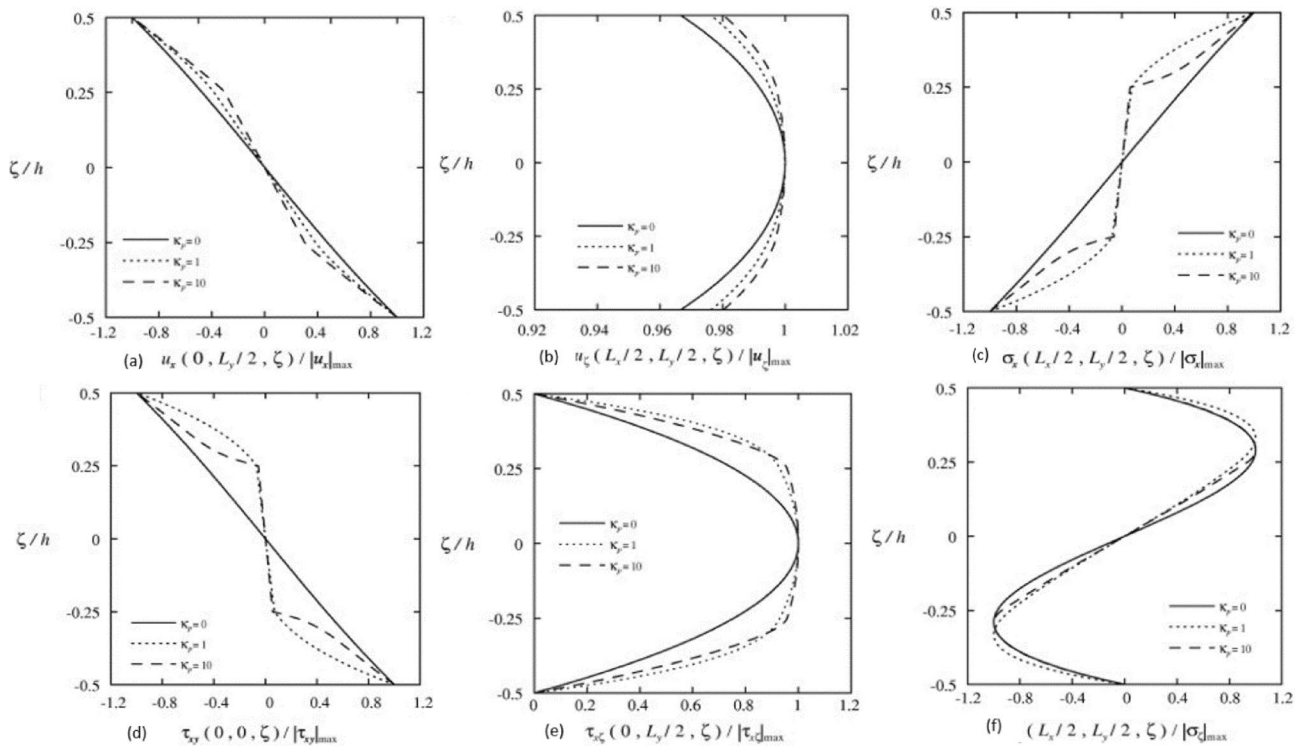 0.5
0.25
ζ / h
0
-0.25
-0.5
κp = 0
κp = 1
κp = 10
-1.2 -0.8 -0.4 0 0.4 0.8 1.2
(a) ux ( 0 , Ly / 2 , ζ ) / |ux|max
0.5
0.25
ζ / h
0
-0.25
-0.5
κp = 0
κp = 1
κp = 10
0.92 0.94 0.96 0.98 1 1.02
(b) uζ ( Lx / 2 , Ly / 2 , ζ ) / |uζ|max
0.5
0.25
ζ / h
0
-0.25
-0.5
κp = 0
κp = 1
κp = 10
-1.2 -0.8 -0.4 0 0.4 0.8 1.2
(c) σx ( Lx / 2 , Ly / 2 , ζ ) / |σx|max
0.5
0.25
ζ / h
0
-0.25
-0.5
κp = 0
κp = 1
κp = 10
-1.2 -0.8 -0.4 0 0.4 0.8 1.2
(d) τxy ( 0 , 0 , ζ ) / |τxy|max
0.5
0.25
ζ / h
0
-0.25
-0.5
κp = 0
κp = 1
κp = 10
0 0.2 0.4 0.6 0.8 1 1.2
(e) τxζ ( 0 , Ly / 2 , ζ ) / |τxζ|max
0.5
0.25
ζ / h
0
-0.25
-0.5
κp = 0
κp = 1
κp = 10
-1.2 -0.8 -0.4 0 0.4 0.8 1.2
(f) ( Lx / 2 , Ly / 2 , ζ ) / |σζ|max